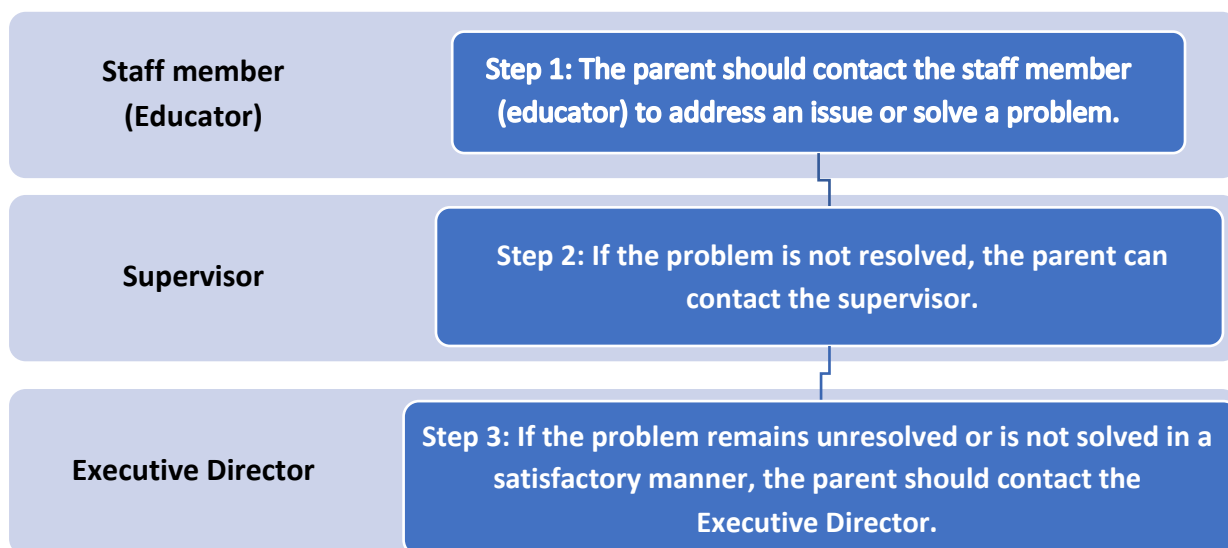 Staff member
(Educator)
Step 1: The parent should contact the staff member
(educator) to address an issue or solve a problem.
Supervisor
Step 2: If the problem is not resolved, the parent can
contact the supervisor.
Executive Director
Step 3: If the problem remains unresolved or is not solved in a
satisfactory manner, the parent should contact the
Executive Director.